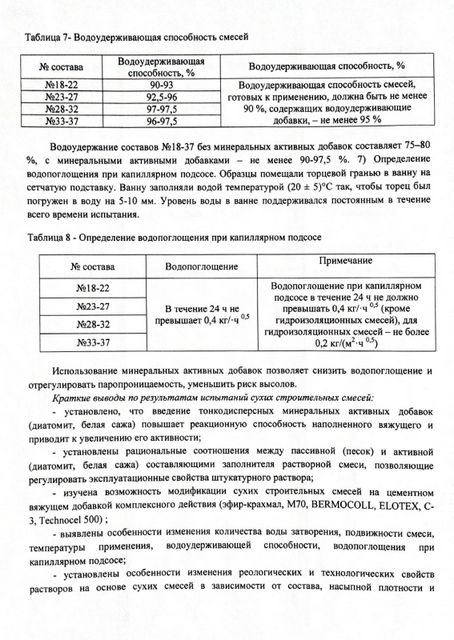 Таблица 7- Водоудерживающая способность смесей
№ состава
Водоудерживающая
способность, %
Водоудерживающая способность, %
№18-22
90-93
№23-27
92,5-96
№28-32
97-97,5
№33-37
96-97,5
Водоудерживающая способность смесей,
готовых к применению, должна быть не менее
90 %, содержащих водоудерживающие
добавки, – не менее 95 %
Водоудержание составов №18-37 без минеральных активных добавок составляет 75–80
%, с минеральными активными добавками – не менее 90-97,5 %. 7) Определение
водопоглощения при капиллярном подсосе. Образцы помещали торцевой гранью в ванну на
сетчатую подставку. Ванну заполняли водой температурой (20 ± 5)°С так, чтобы торец был
погружен в воду на 5-10 мм. Уровень воды в ванне поддерживался постоянным в течение
всего времени испытания.
Таблица 8 - Определение водопоглощения при капиллярном подсосе
№ состава
Водопоглощение
Примечание
№18-22
№23-27
№28-32
№33-37
В течение 24 ч не
превышает 0,4 кг/·ч 0,5
Водопоглощение при капиллярном
подсосе в течение 24 ч не должно
превышать 0,4 кг/·ч 0,5 (кроме
гидроизоляционных смесей), для
гидроизоляционных смесей – не более
0,2 кг/(м2·ч 0,5)
Использование минеральных активных добавок позволяет снизить водопоглощение и
отрегулировать паропроницаемость, уменьшить риск высолов.
Краткие выводы по результатам испытаний сухих строительных смесей:
- установлено, что введение тонкодисперсных минеральных активных добавок
(диатомит, белая сажа) повышает реакционную способность наполненного вяжущего и
приводит к увеличению его активности;
- установлены рациональные соотношения между пассивной (песок) и активной
(диатомит, белая сажа) составляющими заполнителя растворной смеси, позволяющие
регулировать эксплуатационные свойства штукатурного раствора;
- изучена возможность модификации сухих строительных смесей на цементном
вяжущем добавкой комплексного действия (эфир-крахмал, М70, BERMOCOLL, ELOTEX, С-
3, Technocel 500) ;
- выявлены особенности изменения количества воды затворения, подвижности смеси,
температуры применения, водоудерживающей способности, водопоглощения при
капиллярном подсосе;
- установлены особенности изменения реологических и технологических свойств
растворов на основе сухих смесей в зависимости от состава, насыпной плотности и